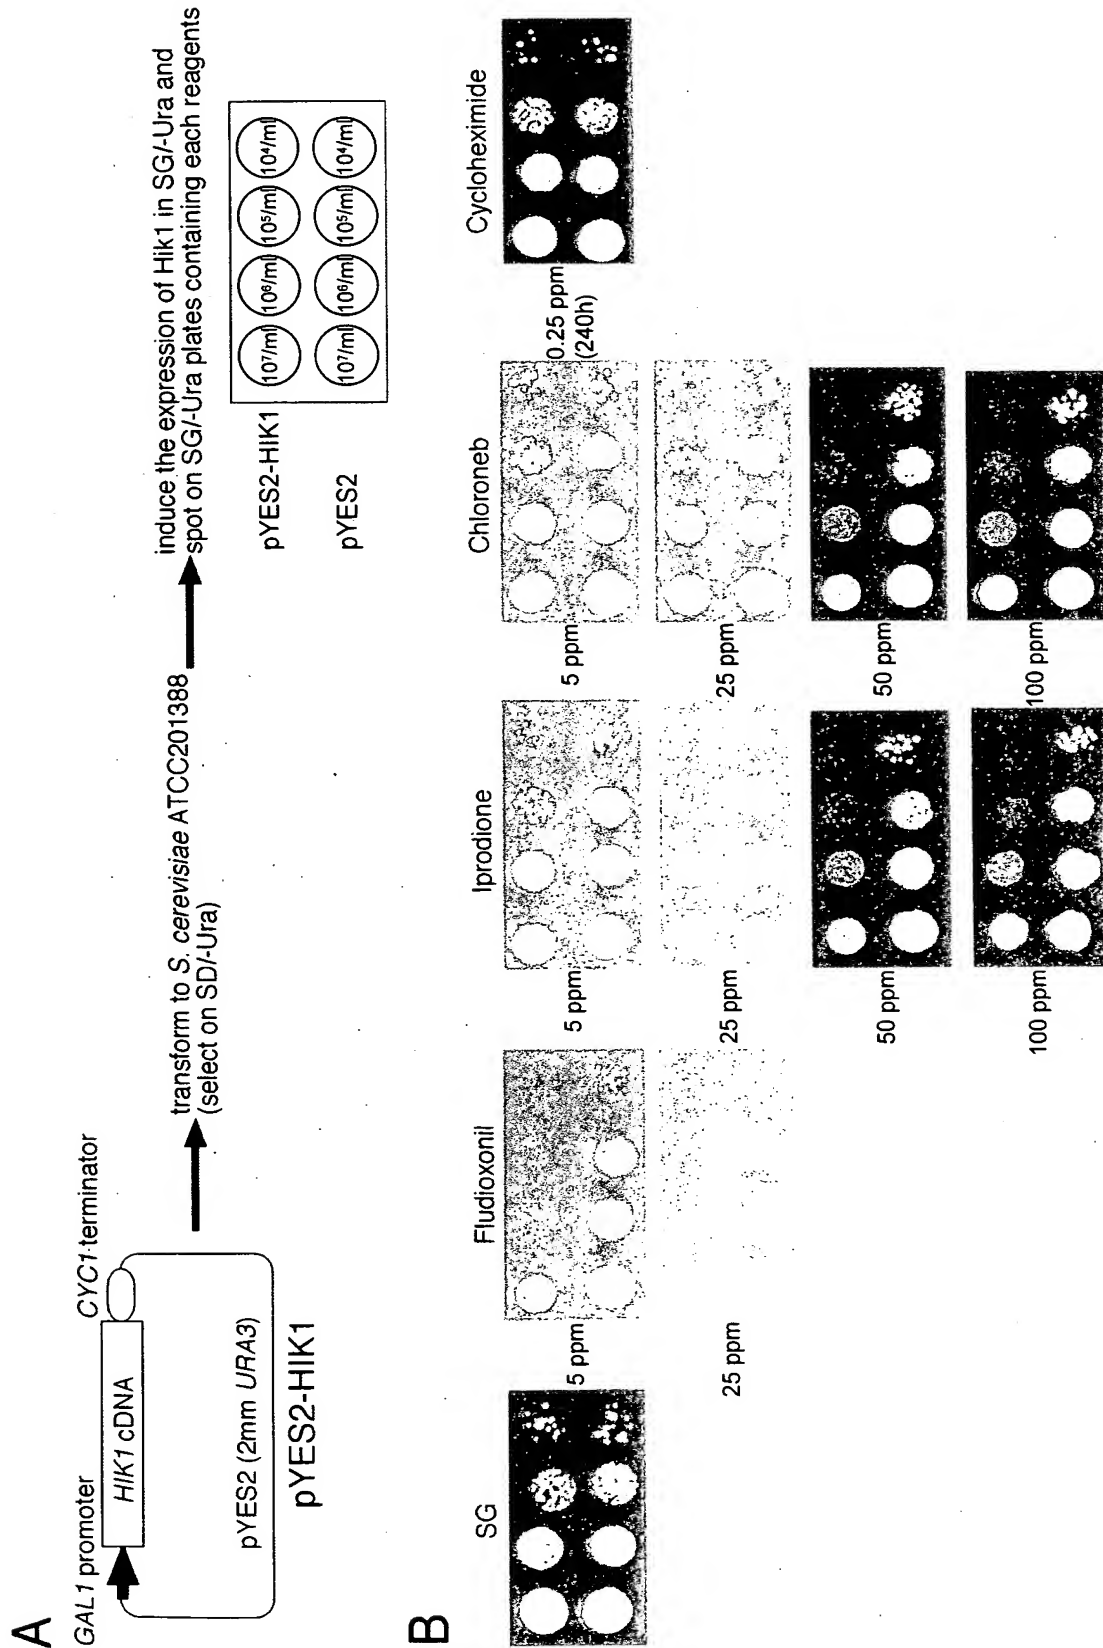 A
GAL1 promoter
HIK1 cDNA
CYC1 terminator
pYES2 (2mm URA3)
pYES2-HIK1
transform to S. cerevisiae ATCC201388
(select on SD/-Ura)
induce the expression of Hik1 in SG/-Ura and
spot on SG/-Ura plates containing each reagents
pYES2-HIK1
10⁷/ml 10⁶/ml 10⁵/ml 10⁴/ml
pYES2
10⁷/ml 10⁶/ml 10⁵/ml 10⁴/ml
B
SG
Fludioxonil
5 ppm
25 ppm
Iprodione
5 ppm
25 ppm
50 ppm
100 ppm
Chloroneb
5 ppm
25 ppm
50 ppm
100 ppm
Cycloheximide
0.25 ppm
(240h)